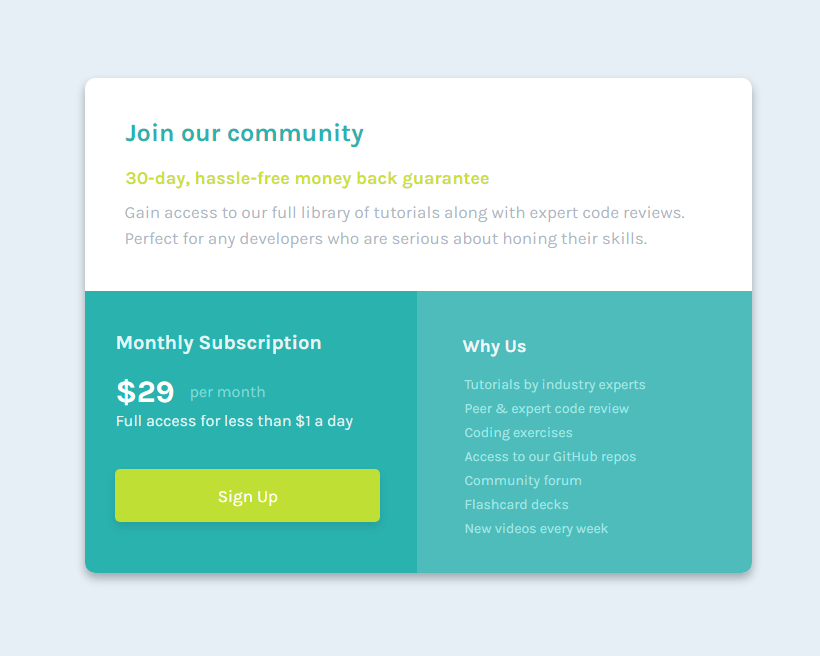 Join our community
30-day, hassle-free money back guarantee
Gain access to our full library of tutorials along with expert code reviews.
Perfect for any developers who are serious about honing their skills.
Monthly Subscription
$29 per month
Full access for less than $1 a day
Sign Up
Why Us
Tutorials by industry experts
Peer & expert code review
Coding exercises
Access to our GitHub repos
Community forum
Flashcard decks
New videos every week